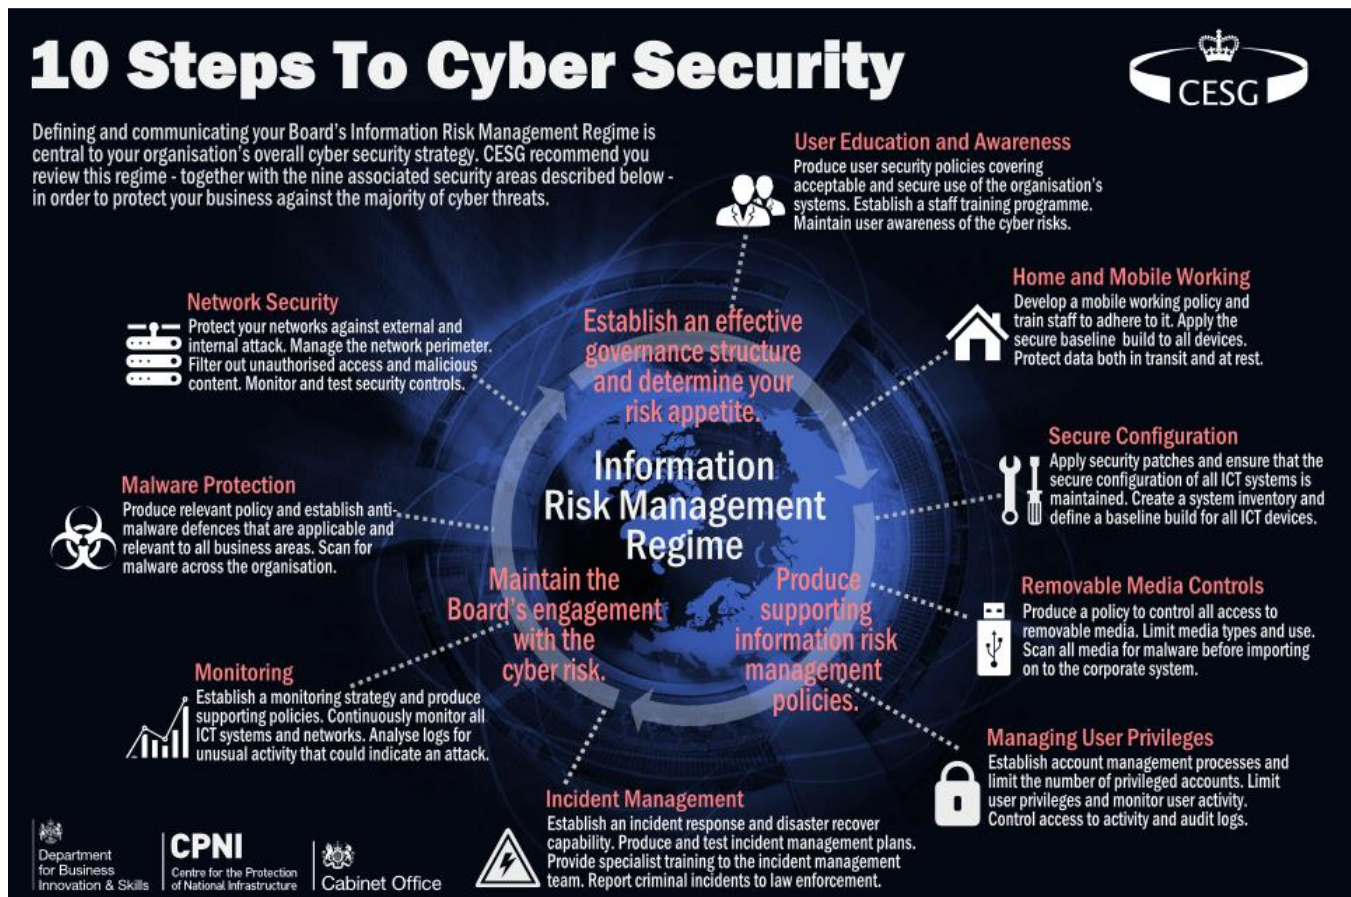 10 Steps To Cyber Security
CESG
Defining and communicating your Board's Information Risk Management Regime is
central to your organisation's overall cyber security strategy. CESG recommend you
review this regime - together with the nine associated security areas described below -
in order to protect your business against the majority of cyber threats.
User Education and Awareness
Produce user security policies covering
acceptable and secure use of the organisation's
systems. Establish a staff training programme.
Maintain user awareness of the cyber risks.
Home and Mobile Working
Develop a mobile working policy and
train staff to adhere to it. Apply the
secure baseline build to all devices.
Protect data both in transit and at rest.
Network Security
Protect your networks against external and
internal attack. Manage the network perimeter.
Filter out unauthorised access and malicious
content. Monitor and test security controls.
Establish an effective
governance structure
and determine your
risk appetite.
Secure Configuration
Apply security patches and ensure that the
secure configuration of all ICT systems is
maintained. Create a system inventory and
define a baseline build for all ICT devices.
Information
Risk Management
Regime
Malware Protection
Produce relevant policy and establish anti-
malware defences that are applicable and
relevant to all business areas. Scan for
malware across the organisation.
Maintain the
Board's engagement
with the
cyber risk.
Produce
supporting
information risk
management
policies.
Removable Media Controls
Produce a policy to control all access to
removable media. Limit media types and use.
Scan all media for malware before importing
on to the corporate system.
Monitoring
Establish a monitoring strategy and produce
supporting policies. Continuously monitor all
ICT systems and networks. Analyse logs for
unusual activity that could indicate an attack.
Managing User Privileges
Establish account management processes and
limit the number of privileged accounts. Limit
user privileges and monitor user activity.
Control access to activity and audit logs.
Incident Management
Establish an incident response and disaster recover
capability. Produce and test incident management plans.
Provide specialist training to the incident management
team. Report criminal incidents to law enforcement.
Department
for Business
Innovation & Skills
CPNI
Centre for the Protection
of National Infrastructure
Cabinet Office